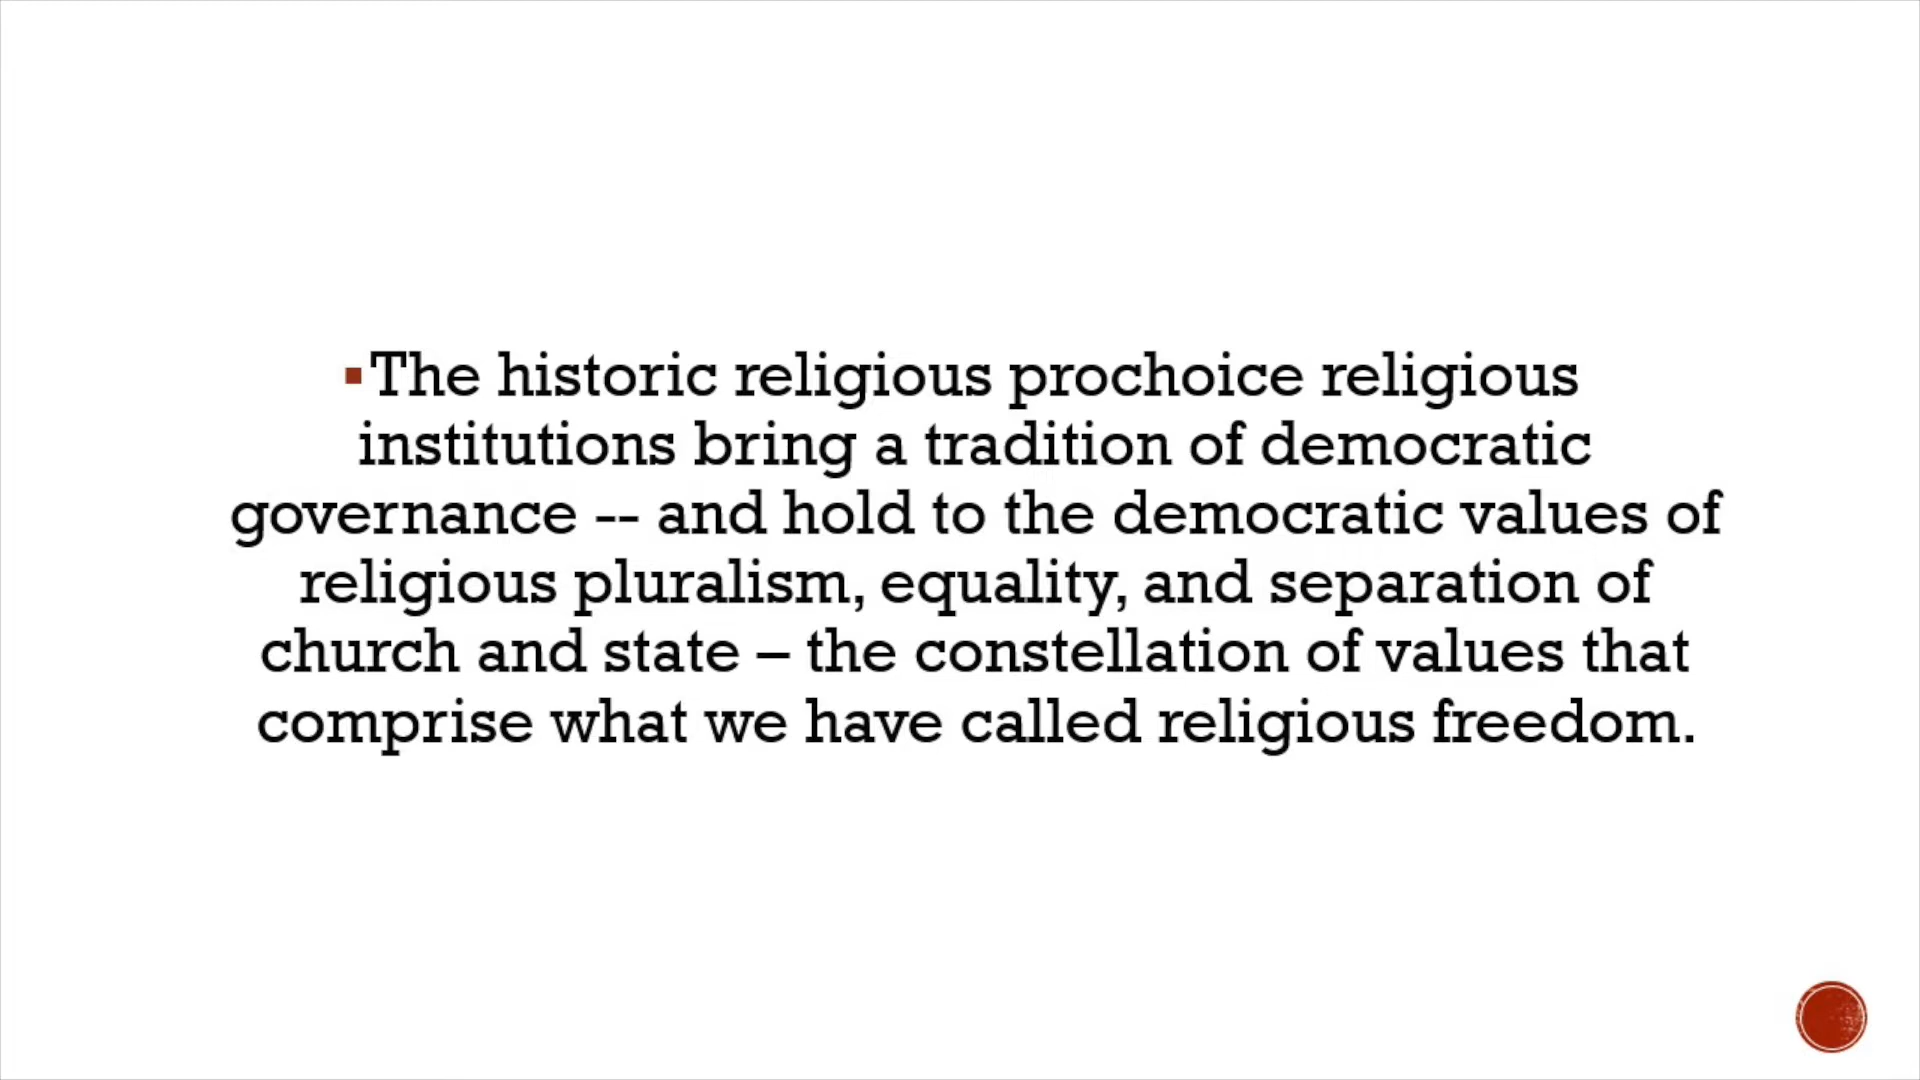 ▪The historic religious prochoice religious
institutions bring a tradition of democratic
governance -- and hold to the democratic values of
religious pluralism, equality, and separation of
church and state – the constellation of values that
comprise what we have called religious freedom.